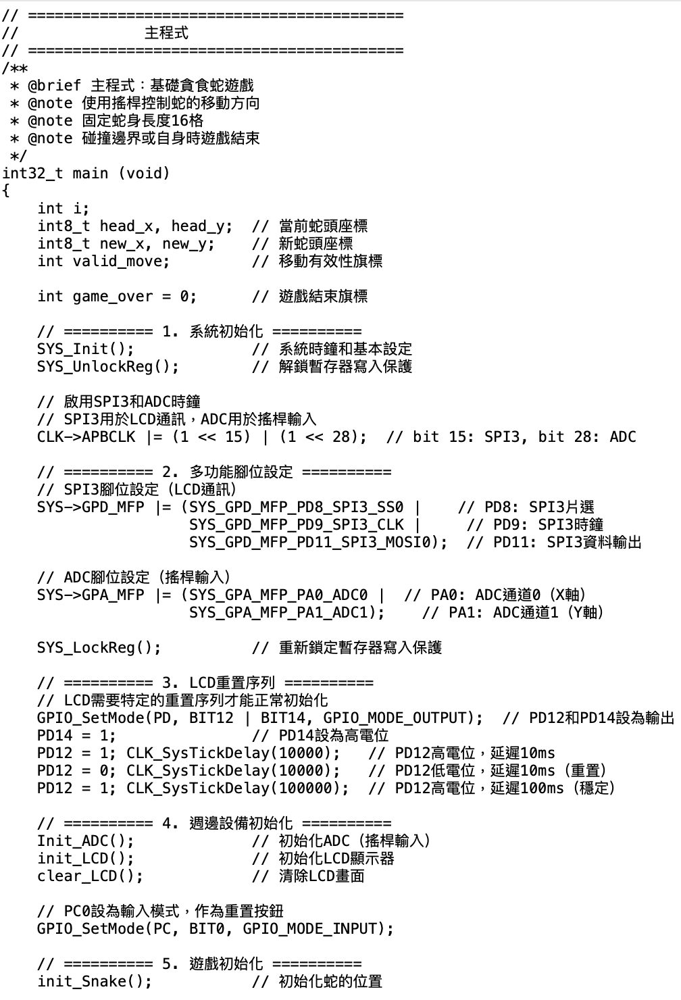 // ==========================================
//              主程式
// ==========================================
/**
 * @brief 主程式：基礎貪食蛇遊戲
 * @note 使用搖桿控制蛇的移動方向
 * @note 固定蛇身長度16格
 * @note 碰撞邊界或自身時遊戲結束
 */
int32_t main (void)
{
    int i;
    int8_t head_x, head_y;  // 當前蛇頭座標
    int8_t new_x, new_y;    // 新蛇頭座標
    int valid_move;         // 移動有效性旗標

    int game_over = 0;      // 遊戲結束旗標

    // ========== 1. 系統初始化 ==========
    SYS_Init();             // 系統時鐘和基本設定
    SYS_UnlockReg();        // 解鎖暫存器寫入保護

    // 啟用SPI3和ADC時鐘
    // SPI3用於LCD通訊，ADC用於搖桿輸入
    CLK->APBCLK |= (1 << 15) | (1 << 28);  // bit 15: SPI3, bit 28: ADC

    // ========== 2. 多功能腳位設定 ==========
    // SPI3腳位設定（LCD通訊）
    SYS->GPD_MFP |= (SYS_GPD_MFP_PD8_SPI3_SS0 |    // PD8: SPI3片選
                     SYS_GPD_MFP_PD9_SPI3_CLK |     // PD9: SPI3時鐘
                     SYS_GPD_MFP_PD11_SPI3_MOSI0);  // PD11: SPI3資料輸出

    // ADC腳位設定（搖桿輸入）
    SYS->GPA_MFP |= (SYS_GPA_MFP_PA0_ADC0 |  // PA0: ADC通道0（X軸）
                     SYS_GPA_MFP_PA1_ADC1);    // PA1: ADC通道1（Y軸）

    SYS_LockReg();          // 重新鎖定暫存器寫入保護

    // ========== 3. LCD重置序列 ==========
    // LCD需要特定的重置序列才能正常初始化
    GPIO_SetMode(PD, BIT12 | BIT14, GPIO_MODE_OUTPUT);  // PD12和PD14設為輸出
    PD14 = 1;               // PD14設為高電位
    PD12 = 1; CLK_SysTickDelay(10000);   // PD12高電位，延遲10ms
    PD12 = 0; CLK_SysTickDelay(10000);   // PD12低電位，延遲10ms（重置）
    PD12 = 1; CLK_SysTickDelay(100000);  // PD12高電位，延遲100ms（穩定）

    // ========== 4. 週邊設備初始化 ==========
    Init_ADC();             // 初始化ADC（搖桿輸入）
    init_LCD();             // 初始化LCD顯示器
    clear_LCD();            // 清除LCD畫面

    // PC0設為輸入模式，作為重置按鈕
    GPIO_SetMode(PC, BIT0, GPIO_MODE_INPUT);

    // ========== 5. 遊戲初始化 ==========
    init_Snake();           // 初始化蛇的位置